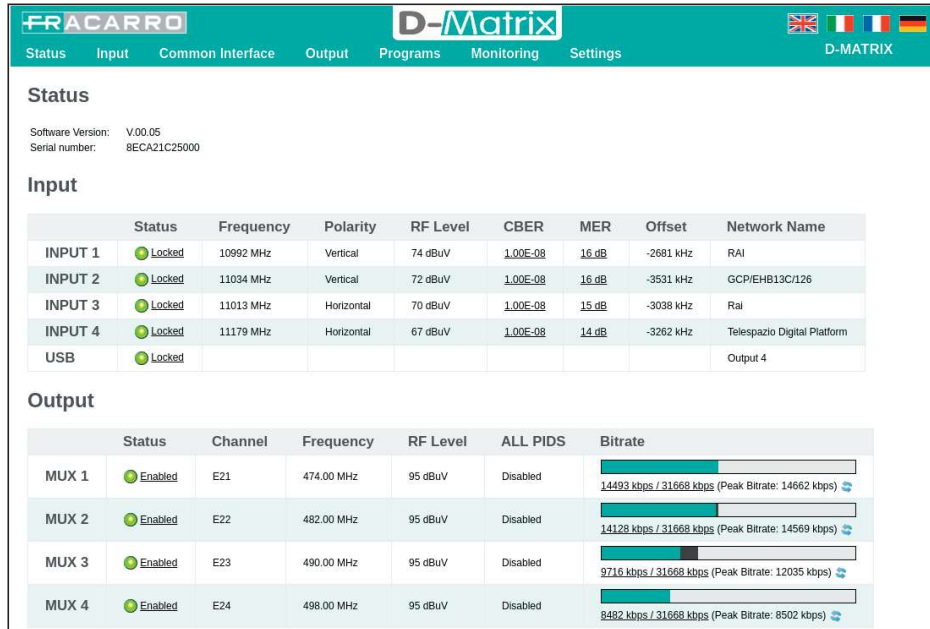 FRACARRO D-Matrix
Status Input Common Interface Output Programs Monitoring Settings D-MATRIX
Status
Software Version: V.00.05
Serial number: 8ECA21C25000
Input
Status Frequency Polarity RF Level CBER MER Offset Network Name
INPUT 1 Locked 10992 MHz Vertical 74 dBuV 1.00E-08 16 dB -2681 kHz RAI
INPUT 2 Locked 11034 MHz Vertical 72 dBuV 1.00E-08 16 dB -3531 kHz GCP/EHB13C/126
INPUT 3 Locked 11013 MHz Horizontal 70 dBuV 1.00E-08 15 dB -3038 kHz Rai
INPUT 4 Locked 11179 MHz Horizontal 67 dBuV 1.00E-08 14 dB -3262 kHz Telespazio Digital Platform
USB Locked Output 4
Output
Status Channel Frequency RF Level ALL PIDS Bitrate
MUX 1 Enabled E21 474.00 MHz 95 dBuV Disabled 14493 kbps / 31668 kbps (Peak Bitrate: 14662 kbps)
MUX 2 Enabled E22 482.00 MHz 95 dBuV Disabled 14128 kbps / 31668 kbps (Peak Bitrate: 14569 kbps)
MUX 3 Enabled E23 490.00 MHz 95 dBuV Disabled 9716 kbps / 31668 kbps (Peak Bitrate: 12035 kbps)
MUX 4 Enabled E24 498.00 MHz 95 dBuV Disabled 8482 kbps / 31668 kbps (Peak Bitrate: 8502 kbps)